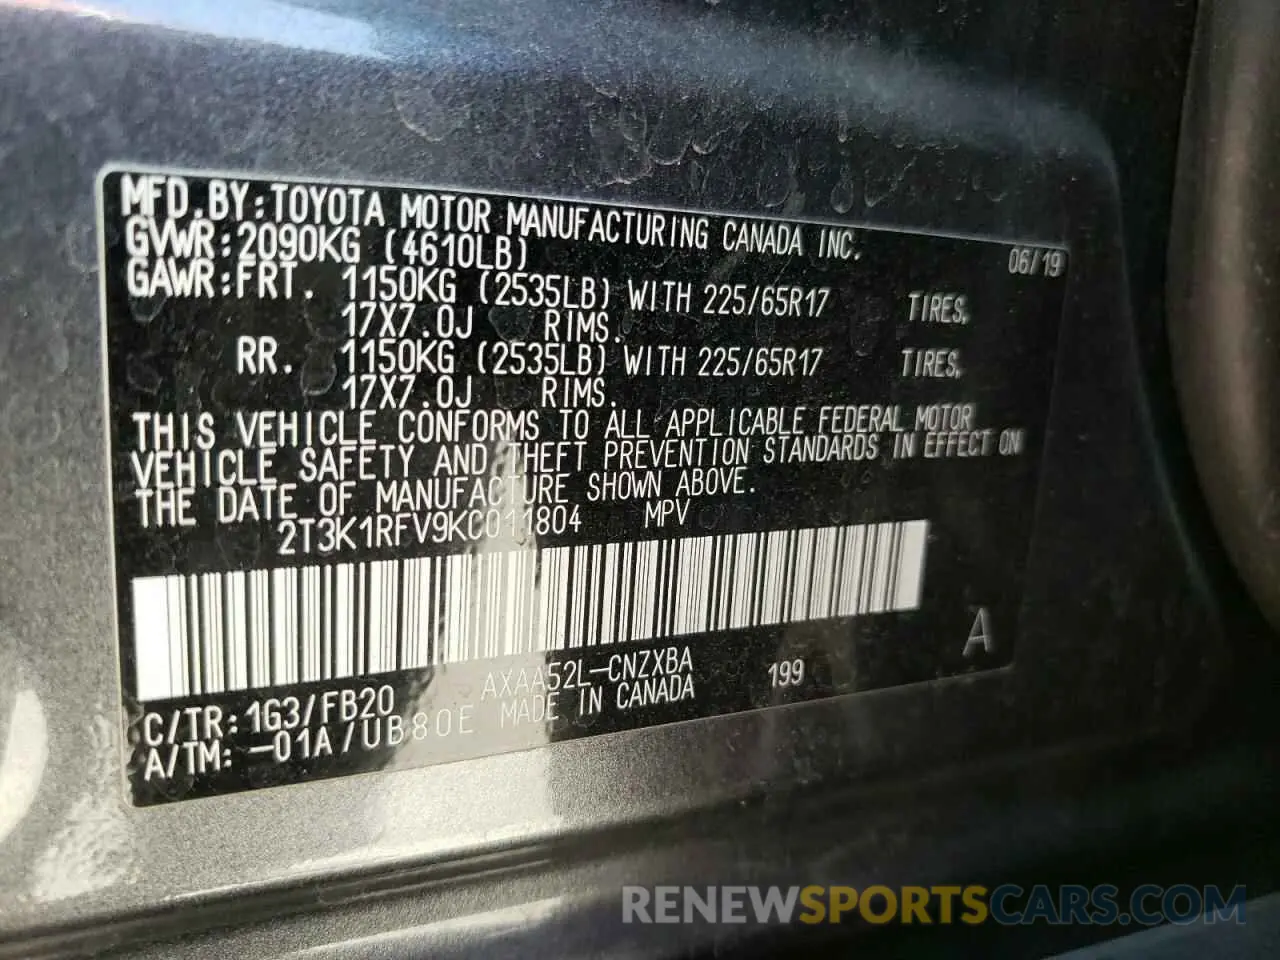 MFD.BY:TOYOTA MOTOR MANUFACTURING CANADA INC.
06/19
GVWR:2090KG (4610LB)
GAWR:FRT. 1150KG (2535LB) WITH 225/65R17 TIRES,
17X7.0J RIMS.
RR. 1150KG (2535LB) WITH 225/65R17 TIRES,
17X7.0J RIMS.
THIS VEHICLE CONFORMS TO ALL APPLICABLE FEDERAL MOTOR
VEHICLE SAFETY AND THEFT PREVENTION STANDARDS IN EFFECT ON
THE DATE OF MANUFACTURE SHOWN ABOVE.
2T3K1RFV9KC011804 MPV
A
AXAA52L-CNZXBA 199
C/TR:1G3/FB20 MADE IN CANADA
A/TM:-01A/UB80E
RENEWSPORTSCARS.COM